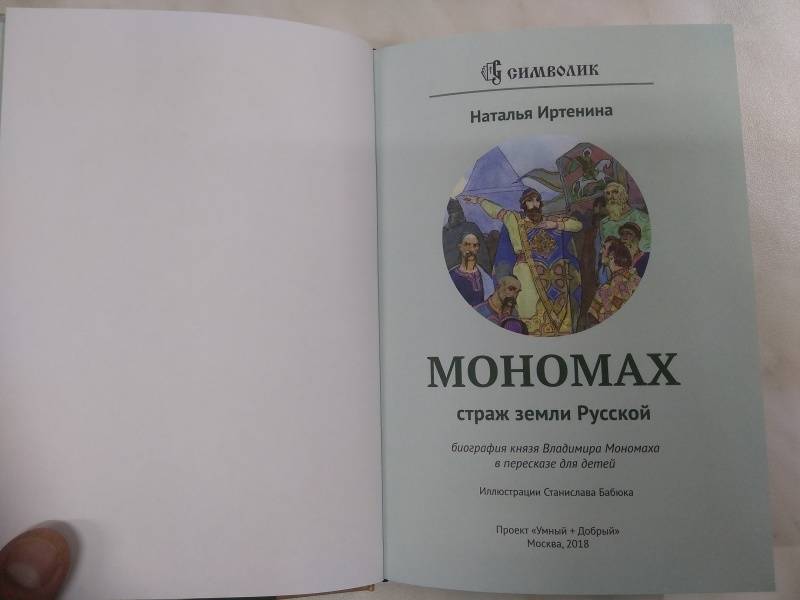 СИМВОЛИК
Наталья Иртенина
МОНОМАХ
страж земли Русской
биография князя Владимира Мономаха
в пересказе для детей
Иллюстрации Станислава Бабюка
Проект «Умный + Добрый»
Москва, 2018